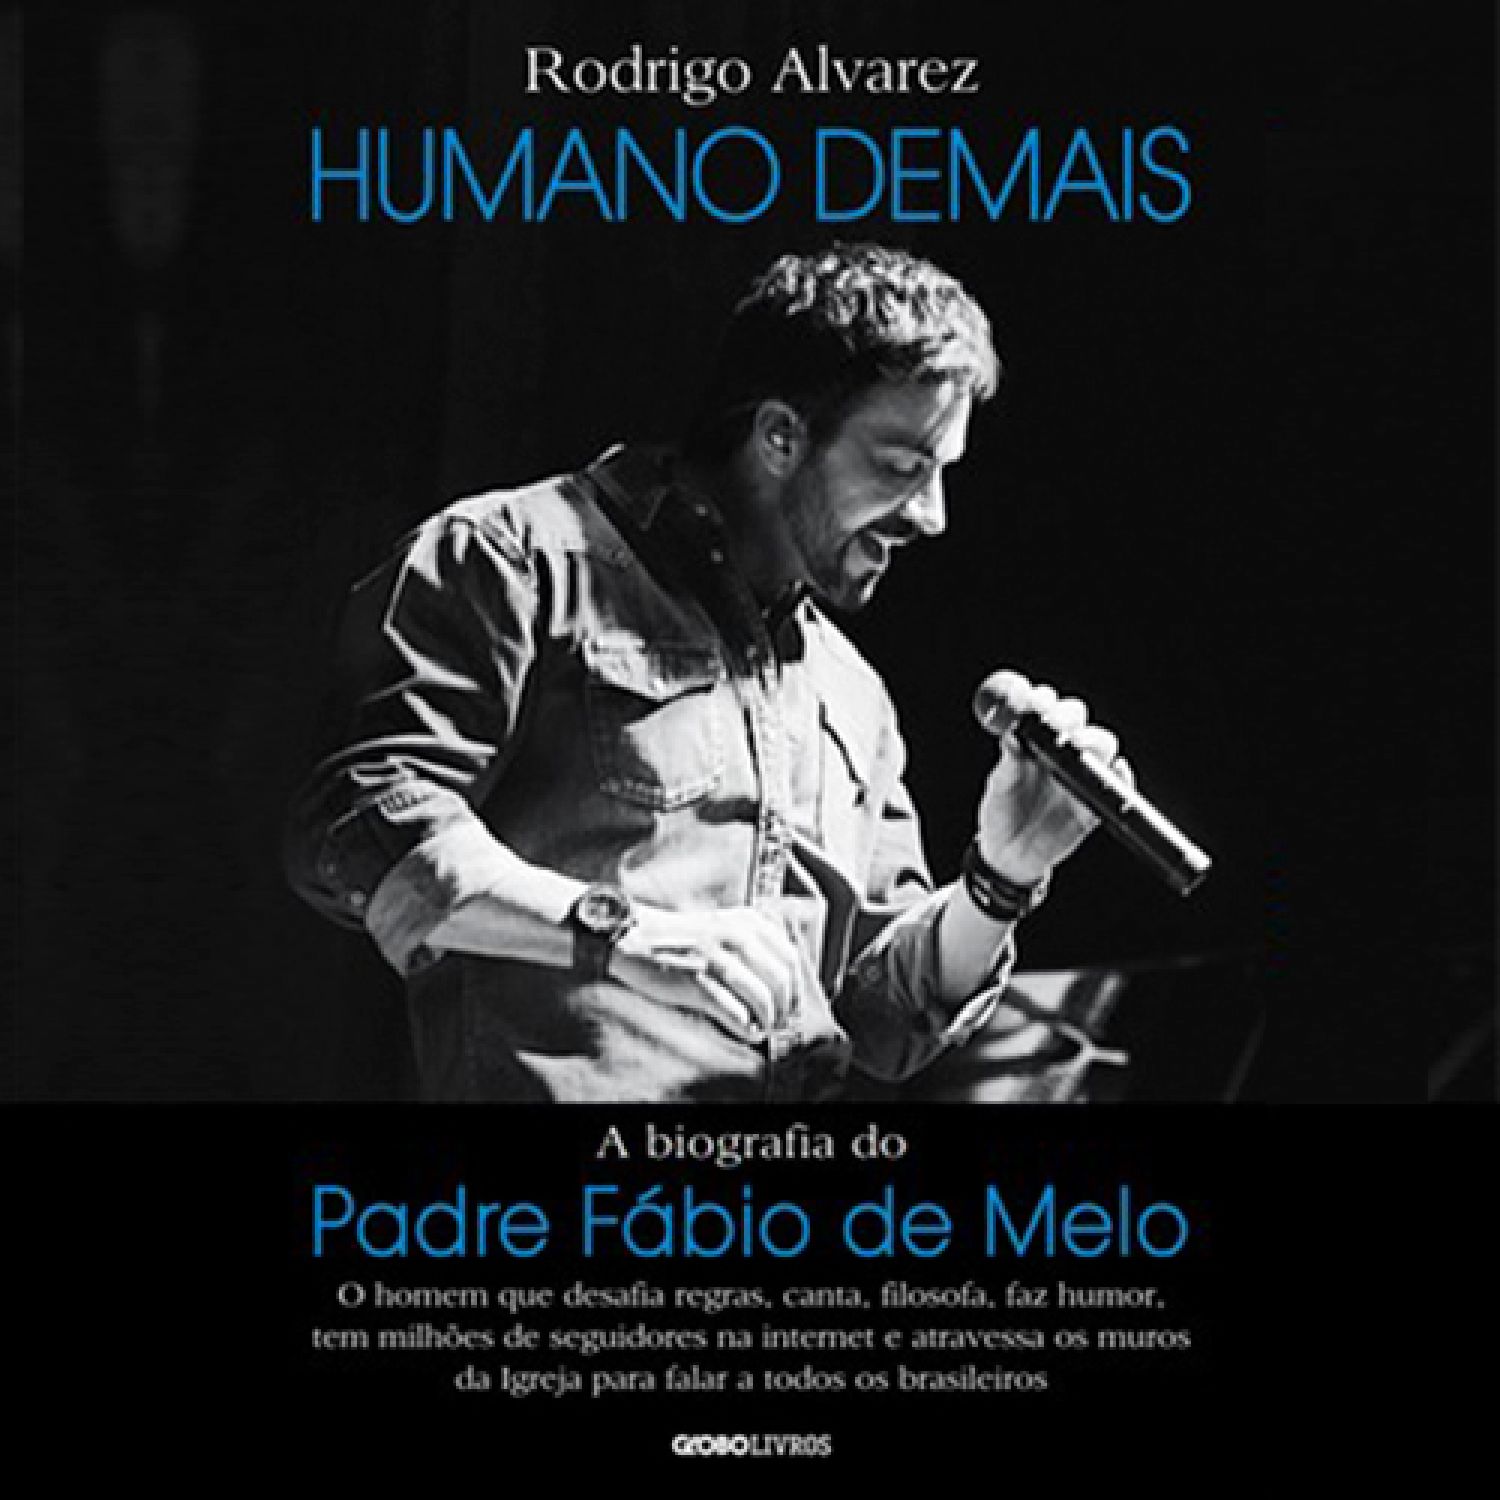 Rodrigo Alvarez
HUMANO DEMAIS
A biografia do
Padre Fábio de Melo
O homem que desafia regras, canta, filosofa, faz humor,
tem milhões de seguidores na internet e atravessa os muros
da Igreja para falar a todos os brasileiros
GLOBOLIVROS